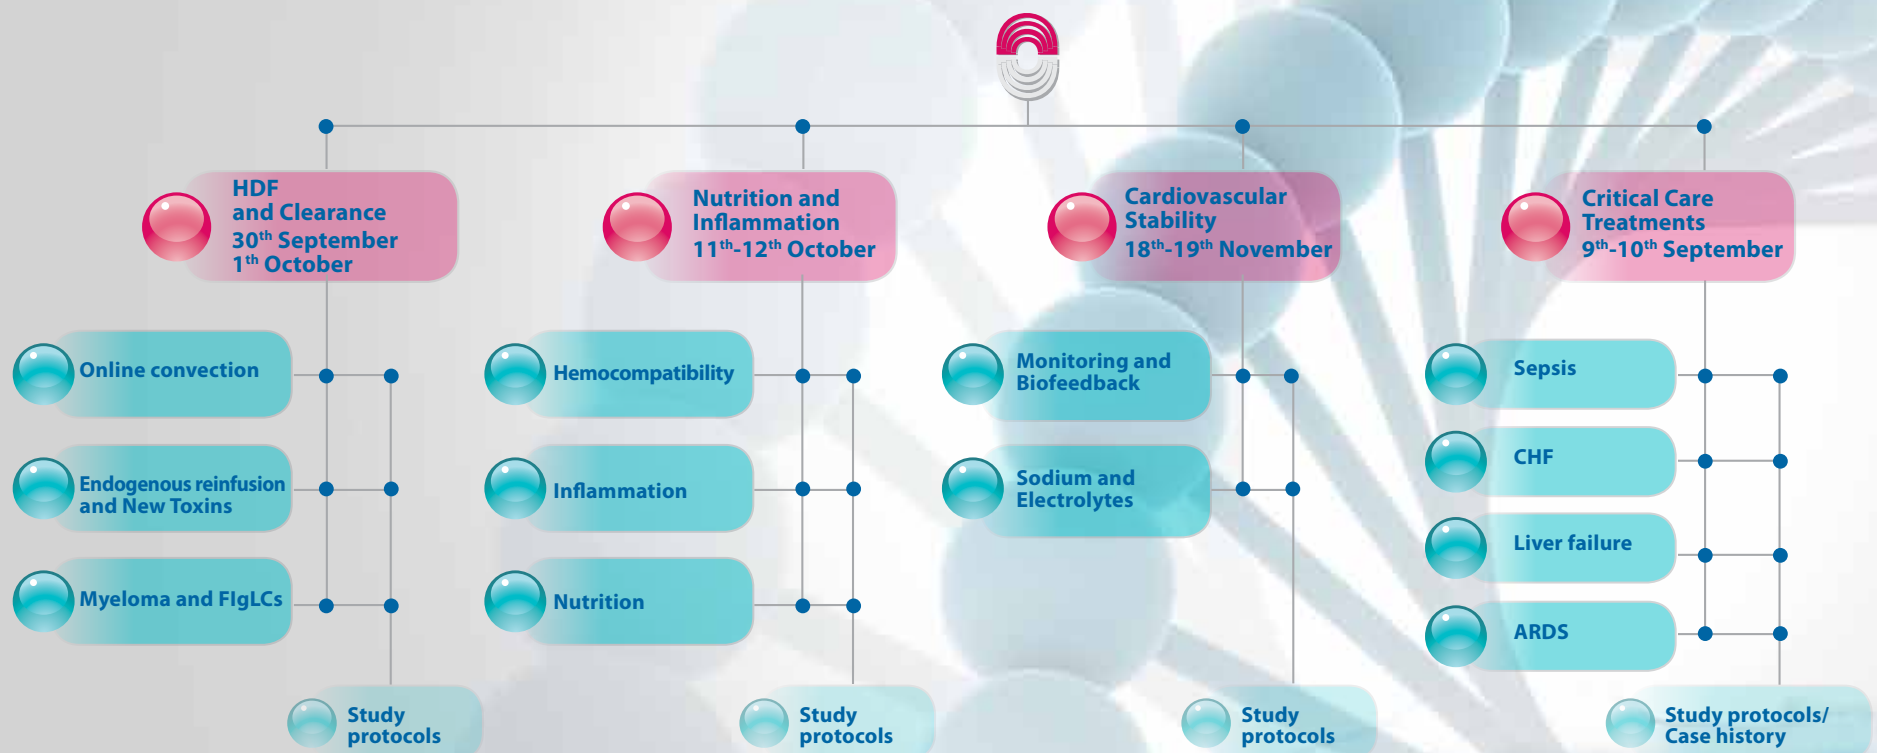 HDF
and Clearance
30th September
1th October
Nutrition and
Inflammation
11th-12th October
Cardiovascular
Stability
18th-19th November
Critical Care
Treatments
9th-10th September
Online convection
Endogenous reinfusion
and New Toxins
Myeloma and FIgLCs
Study
protocols
Hemocompatibility
Inflammation
Nutrition
Study
protocols
Monitoring and
Biofeedback
Sodium and
Electrolytes
Study
protocols
Sepsis
CHF
Liver failure
ARDS
Study protocols/
Case history